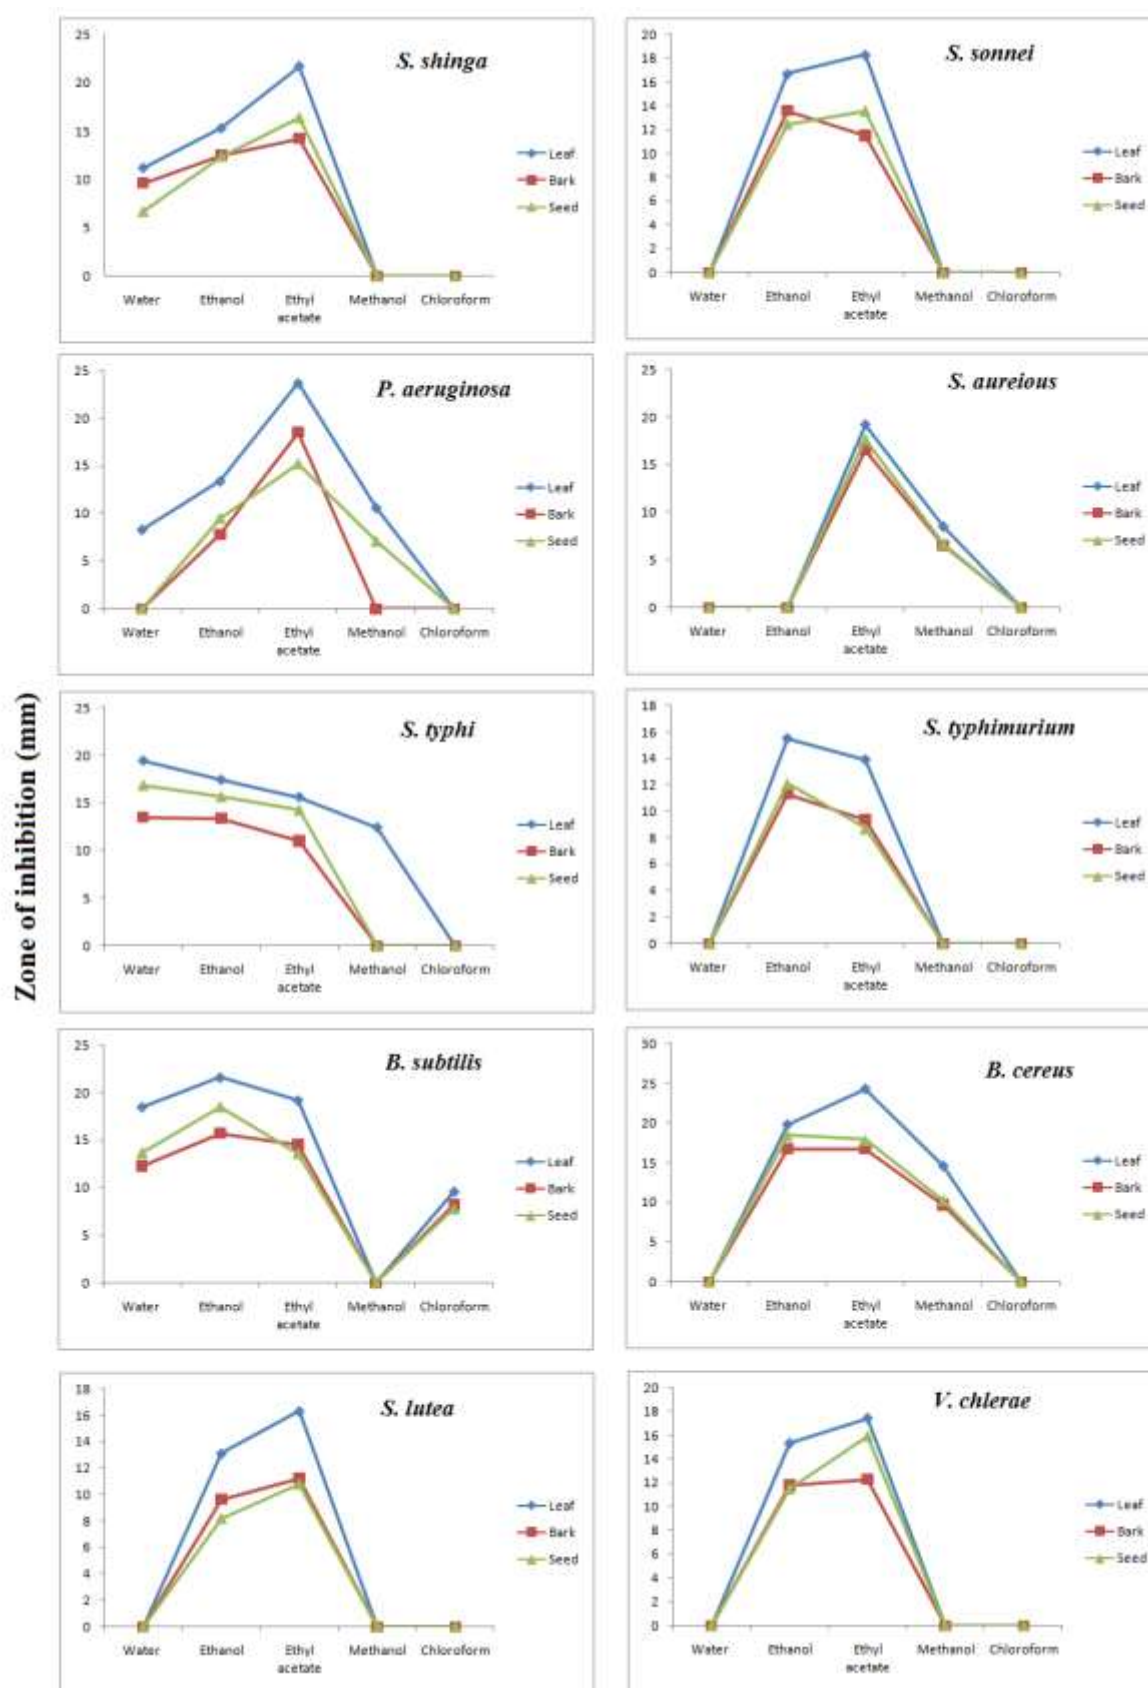 Zone of inhibition (mm)
S. shinga
25
20
15
10
5
0
Water Ethanol Ethyl acetate Methanol Chloroform
Leaf
Bark
Seed
S. sonnei
20
18
16
14
12
10
8
6
4
2
0
Water Ethanol Ethyl acetate Methanol Chloroform
Leaf
Bark
Seed
P. aeruginosa
25
20
15
10
5
0
Water Ethanol Ethyl acetate Methanol Chloroform
Leaf
Bark
Seed
S. aureious
25
20
15
10
5
0
Water Ethanol Ethyl acetate Methanol Chloroform
Leaf
Bark
Seed
S. typhi
25
20
15
10
5
0
Water Ethanol Ethyl acetate Methanol Chloroform
Leaf
Bark
Seed
S. typhimurium
18
16
14
12
10
8
6
4
2
0
Water Ethanol Ethyl acetate Methanol Chloroform
Leaf
Bark
Seed
B. subtilis
25
20
15
10
5
0
Water Ethanol Ethyl acetate Methanol Chloroform
Leaf
Bark
Seed
B. cereus
30
25
20
15
10
5
0
Water Ethanol Ethyl acetate Methanol Chloroform
Leaf
Bark
Seed
S. lutea
18
16
14
12
10
8
6
4
2
0
Water Ethanol Ethyl acetate Methanol Chloroform
Leaf
Bark
Seed
V. chlerae
20
18
16
14
12
10
8
6
4
2
0
Water Ethanol Ethyl acetate Methanol Chloroform
Leaf
Bark
Seed